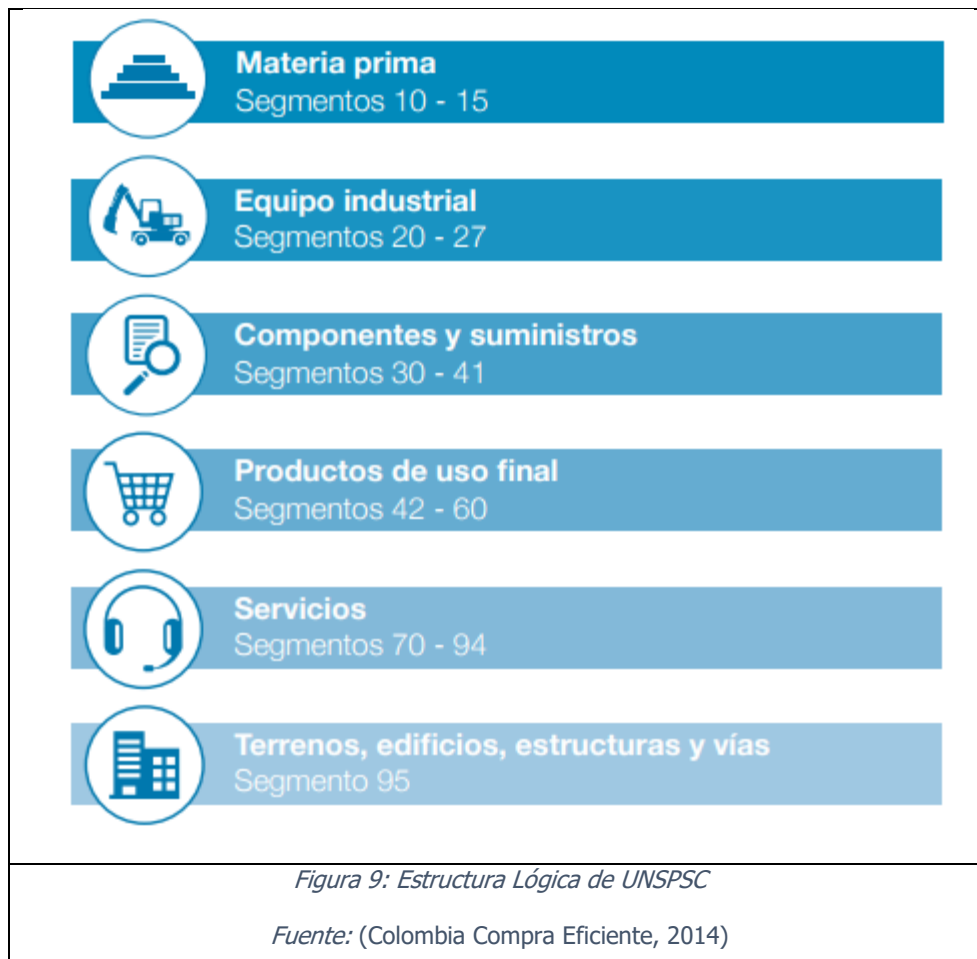 Materia prima
Segmentos 10 - 15
Equipo industrial
Segmentos 20 - 27
Componentes y suministros
Segmentos 30 - 41
Productos de uso final
Segmentos 42 - 60
Servicios
Segmentos 70 - 94
Terrenos, edificios, estructuras y vías
Segmento 95
Figura 9: Estructura Lógica de UNSPSC
Fuente: (Colombia Compra Eficiente, 2014)